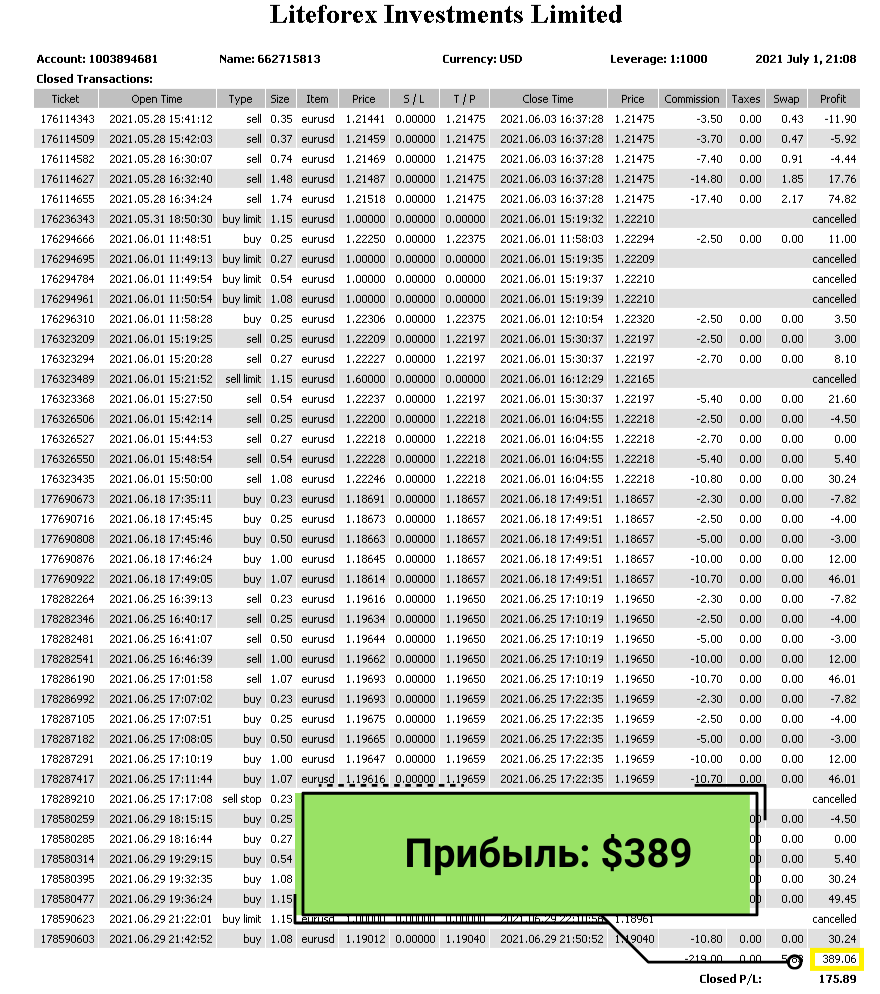 Liteforex Investments Limited
Account: 1003894681 Name: 662715813 Currency: USD Leverage: 1:1000 2021 July 1, 21:08
Closed Transactions:
Ticket Open Time Type Size Item Price S / L T / P Close Time Price Commission Taxes Swap Profit
176114343 2021.05.28 15:41:12 sell 0.35 eurusd 1.21441 0.00000 1.21475 2021.06.03 16:37:28 1.21475 -3.50 0.00 0.43 -11.90
176114509 2021.05.28 15:42:03 sell 0.37 eurusd 1.21459 0.00000 1.21475 2021.06.03 16:37:28 1.21475 -3.70 0.00 0.47 -5.92
176114582 2021.05.28 16:30:07 sell 0.74 eurusd 1.21469 0.00000 1.21475 2021.06.03 16:37:28 1.21475 -7.40 0.00 0.91 -4.44
176114627 2021.05.28 16:32:40 sell 1.48 eurusd 1.21487 0.00000 1.21475 2021.06.03 16:37:28 1.21475 -14.80 0.00 1.85 17.76
176114655 2021.05.28 16:34:24 sell 1.74 eurusd 1.21518 0.00000 1.21475 2021.06.03 16:37:28 1.21475 -17.40 0.00 2.17 74.82
176236343 2021.05.31 18:50:30 buy limit 1.15 eurusd 1.00000 0.00000 0.00000 2021.06.01 15:19:32 1.22210 cancelled
176294666 2021.06.01 11:48:51 buy 0.25 eurusd 1.22250 0.00000 1.22375 2021.06.01 11:58:03 1.22294 -2.50 0.00 0.00 11.00
176294695 2021.06.01 11:49:13 buy limit 0.27 eurusd 1.00000 0.00000 0.00000 2021.06.01 15:19:35 1.22209 cancelled
176294784 2021.06.01 11:49:54 buy limit 0.54 eurusd 1.00000 0.00000 0.00000 2021.06.01 15:19:37 1.22210 cancelled
176294961 2021.06.01 11:50:54 buy limit 1.08 eurusd 1.00000 0.00000 0.00000 2021.06.01 15:19:39 1.22210 cancelled
176296310 2021.06.01 11:58:28 buy 0.25 eurusd 1.22306 0.00000 1.22375 2021.06.01 12:10:54 1.22320 -2.50 0.00 0.00 3.50
176323209 2021.06.01 15:19:25 sell 0.25 eurusd 1.22209 0.00000 1.22197 2021.06.01 15:30:37 1.22197 -2.50 0.00 0.00 3.00
176323294 2021.06.01 15:20:28 sell 0.27 eurusd 1.22227 0.00000 1.22197 2021.06.01 15:30:37 1.22197 -2.70 0.00 0.00 8.10
176323489 2021.06.01 15:21:52 sell limit 1.15 eurusd 1.60000 0.00000 0.00000 2021.06.01 16:12:29 1.22165 cancelled
176323368 2021.06.01 15:27:50 sell 0.54 eurusd 1.22237 0.00000 1.22197 2021.06.01 15:30:37 1.22197 -5.40 0.00 0.00 21.60
176326506 2021.06.01 15:42:14 sell 0.25 eurusd 1.22200 0.00000 1.22218 2021.06.01 16:04:55 1.22218 -2.50 0.00 0.00 -4.50
176326527 2021.06.01 15:44:53 sell 0.27 eurusd 1.22218 0.00000 1.22218 2021.06.01 16:04:55 1.22218 -2.70 0.00 0.00 0.00
176326550 2021.06.01 15:48:54 sell 0.54 eurusd 1.22228 0.00000 1.22218 2021.06.01 16:04:55 1.22218 -5.40 0.00 0.00 5.40
176323435 2021.06.01 15:50:00 sell 1.08 eurusd 1.22246 0.00000 1.22218 2021.06.01 16:04:55 1.22218 -10.80 0.00 0.00 30.24
177690673 2021.06.18 17:35:11 buy 0.23 eurusd 1.18691 0.00000 1.18657 2021.06.18 17:49:51 1.18657 -2.30 0.00 0.00 -7.82
177690716 2021.06.18 17:45:45 buy 0.25 eurusd 1.18673 0.00000 1.18657 2021.06.18 17:49:51 1.18657 -2.50 0.00 0.00 -4.00
177690808 2021.06.18 17:45:46 buy 0.50 eurusd 1.18663 0.00000 1.18657 2021.06.18 17:49:51 1.18657 -5.00 0.00 0.00 -3.00
177690876 2021.06.18 17:46:24 buy 1.00 eurusd 1.18645 0.00000 1.18657 2021.06.18 17:49:51 1.18657 -10.00 0.00 0.00 12.00
177690922 2021.06.18 17:49:05 buy 1.07 eurusd 1.18614 0.00000 1.18657 2021.06.18 17:49:51 1.18657 -10.70 0.00 0.00 46.01
178282264 2021.06.25 16:39:13 sell 0.23 eurusd 1.19616 0.00000 1.19650 2021.06.25 17:10:19 1.19650 -2.30 0.00 0.00 -7.82
178282346 2021.06.25 16:40:17 sell 0.25 eurusd 1.19634 0.00000 1.19650 2021.06.25 17:10:19 1.19650 -2.50 0.00 0.00 -4.00
178282481 2021.06.25 16:41:07 sell 0.50 eurusd 1.19644 0.00000 1.19650 2021.06.25 17:10:19 1.19650 -5.00 0.00 0.00 -3.00
178282541 2021.06.25 16:46:39 sell 1.00 eurusd 1.19662 0.00000 1.19650 2021.06.25 17:10:19 1.19650 -10.00 0.00 0.00 12.00
178286190 2021.06.25 17:01:58 sell 1.07 eurusd 1.19693 0.00000 1.19650 2021.06.25 17:10:19 1.19650 -10.70 0.00 0.00 46.01
178286992 2021.06.25 17:07:02 buy 0.23 eurusd 1.19693 0.00000 1.19659 2021.06.25 17:22:35 1.19659 -2.30 0.00 0.00 -7.82
178287105 2021.06.25 17:07:51 buy 0.25 eurusd 1.19675 0.00000 1.19659 2021.06.25 17:22:35 1.19659 -2.50 0.00 0.00 -4.00
178287182 2021.06.25 17:08:05 buy 0.50 eurusd 1.19665 0.00000 1.19659 2021.06.25 17:22:35 1.19659 -5.00 0.00 0.00 -3.00
178287291 2021.06.25 17:10:19 buy 1.00 eurusd 1.19647 0.00000 1.19659 2021.06.25 17:22:35 1.19659 -10.00 0.00 0.00 12.00
178287417 2021.06.25 17:11:44 buy 1.07 eurusd 1.19616 0.00000 1.19659 2021.06.25 17:22:35 1.19659 -10.70 0.00 0.00 46.01
178289210 2021.06.25 17:17:08 sell stop 0.23 cancelled
178580259 2021.06.29 18:15:15 buy 0.25 0.00 -4.50
178580285 2021.06.29 18:16:44 buy 0.27 0.00 0.00
Прибыль: $389
178580314 2021.06.29 19:29:15 buy 0.54 0.00 5.40
178580395 2021.06.29 19:32:35 buy 1.08 0.00 30.24
178580477 2021.06.29 19:36:24 buy 1.15 0.00 49.45
178590623 2021.06.29 21:22:01 buy limit 1.15 eurusd 1.00000 0.00000 0.00000 2021.06.29 22:10:56 1.18961 cancelled
178590603 2021.06.29 21:42:52 buy 1.08 eurusd 1.19012 0.00000 1.19040 2021.06.29 21:50:52 1.19040 -10.80 0.00 0.00 30.24
-219.00 0.00 389.06
Closed P/L: 175.89